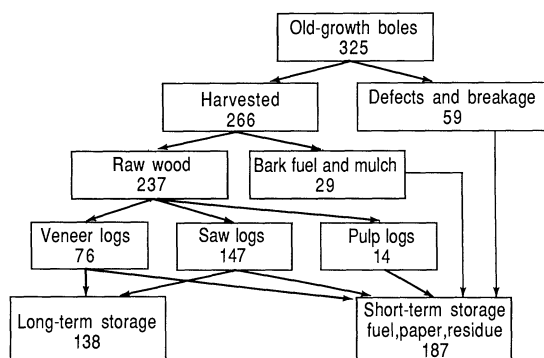 Old-growth boles
325
Harvested
266
Defects and breakage
59
Raw wood
237
Bark fuel and mulch
29
Veneer logs
76
Saw logs
147
Pulp logs
14
Long-term storage
138
Short-term storage
fuel,paper,residue
187